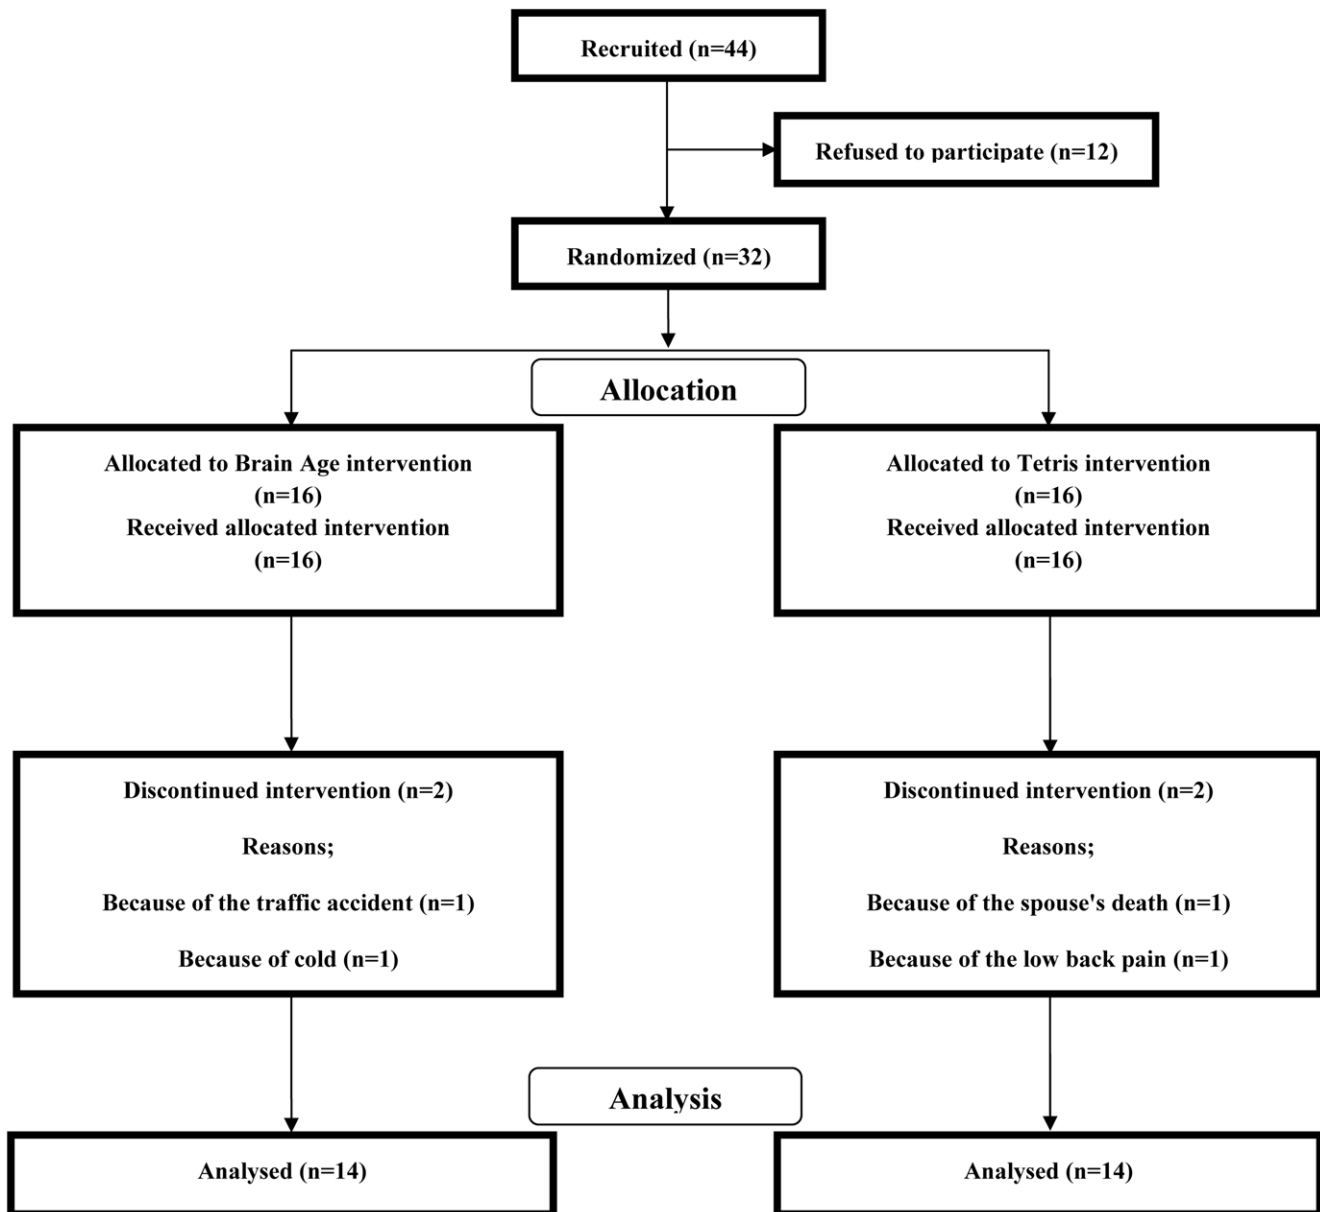 Recruited (n=44)
Refused to participate (n=12)
Randomized (n=32)
Allocation
Allocated to Brain Age intervention
(n=16)
Received allocated intervention
(n=16)
Allocated to Tetris intervention
(n=16)
Received allocated intervention
(n=16)
Discontinued intervention (n=2)
Reasons;
Because of the traffic accident (n=1)
Because of cold (n=1)
Discontinued intervention (n=2)
Reasons;
Because of the spouse's death (n=1)
Because of the low back pain (n=1)
Analysis
Analysed (n=14)
Analysed (n=14)